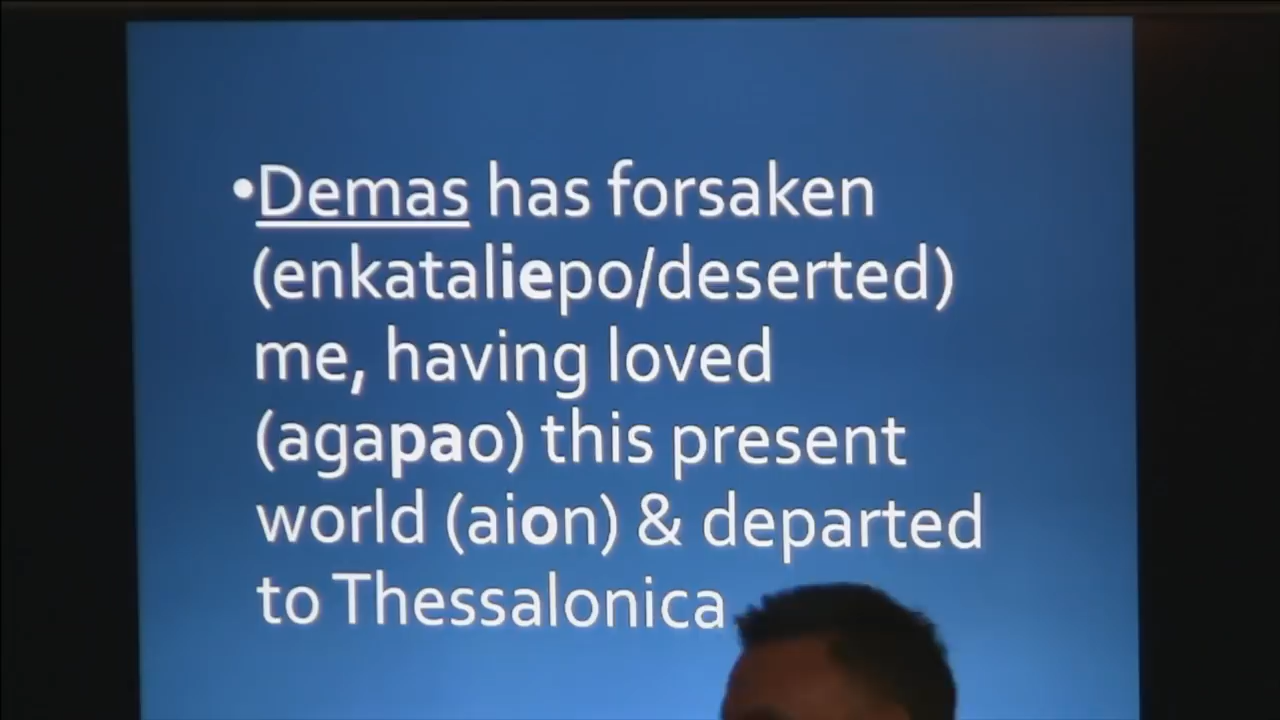 •Demas has forsaken
(enkataliepo/deserted)
me, having loved
(agapao) this present
world (aion) & departed
to Thessalonica